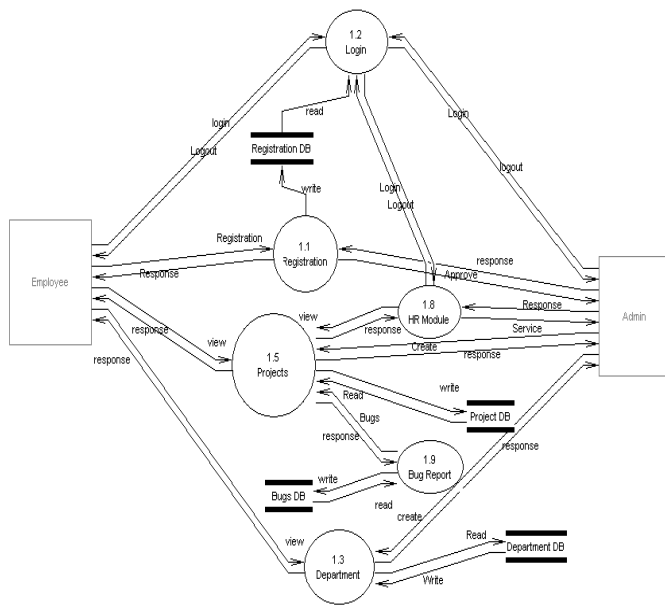 1.2
Login
read
login
Logout
Registration DB
Login
logout
write
Login
Logout
Registration
1.1
Registration
response
Approve
Response
Employee
1.8
HR Module
Response
Service
Admin
view
response
view
response
1.5
Projects
Create
response
response
write
Read
Project DB
Bugs
response
response
1.9
Bug Report
write
Bugs DB
read
create
view
1.3
Department
Read
Department DB
Write